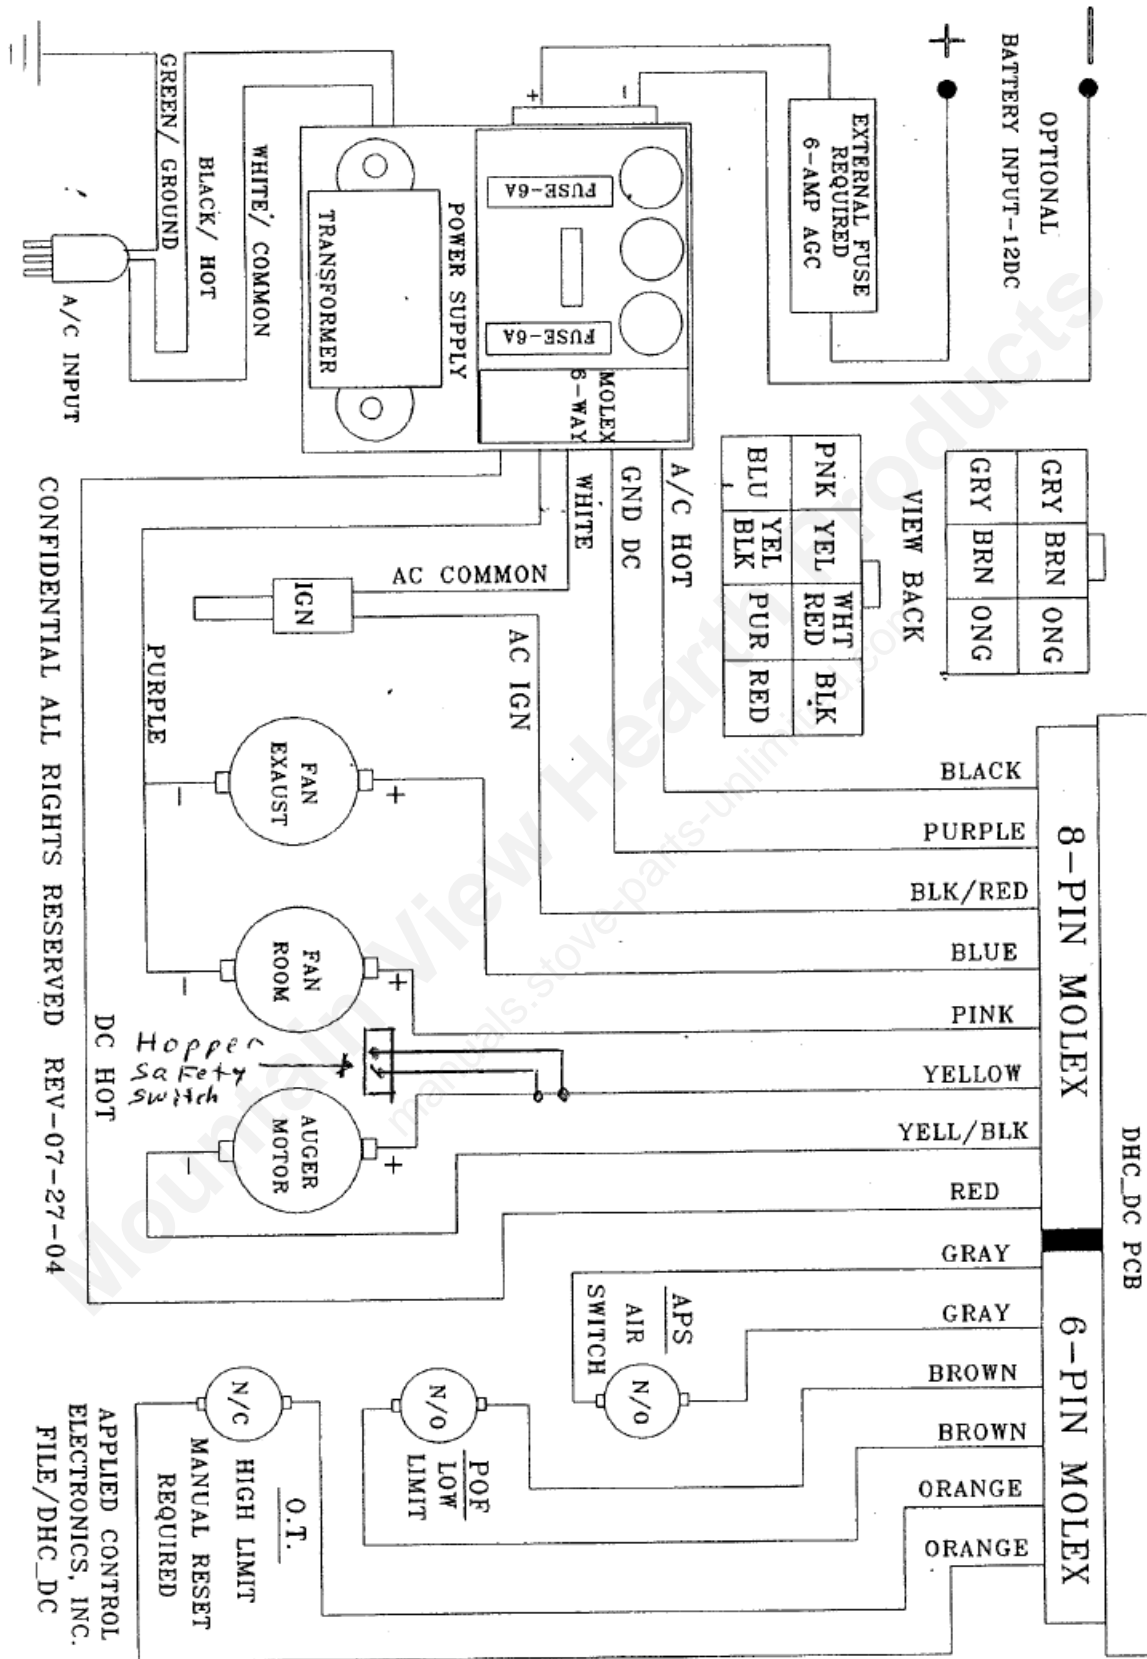 OPTIONAL
BATTERY INPUT-12DC
+
−
EXTERNAL FUSE
REQUIRED
6-AMP AGC
+
-
FUSE-6A
FUSE-6A
POWER SUPPLY
TRANSFORMER
MOLEX
6-WAY
WHITE/ COMMON
BLACK/ HOT
GREEN/ GROUND
A/C INPUT
GRY BRN ONG
GRY BRN ONG
VIEW BACK
PNK YEL WHT RED BLK
BLU YEL BLK PUR RED
A/C HOT
GND DC
WHITE
AC COMMON
IGN
AC IGN
PURPLE
DC HOT
FAN
EXAUST
+
-
FAN
ROOM
+
-
AUGER
MOTOR
+
-
Hopper
Safety
Switch
DHC_DC PCB
8-PIN MOLEX
BLACK
PURPLE
BLK/RED
BLUE
PINK
YELLOW
YELL/BLK
RED
6-PIN MOLEX
GRAY
GRAY
BROWN
BROWN
ORANGE
ORANGE
APS
AIR
SWITCH
N/O
POF
LOW
LIMIT
N/O
O.T.
HIGH LIMIT
MANUAL RESET
REQUIRED
N/C
CONFIDENTIAL ALL RIGHTS RESERVED REV-07-27-04
APPLIED CONTROL
ELECTRONICS, INC.
FILE/DHC_DC
Mountain View Hearth Products
manuals.stove-parts-unlimited.com